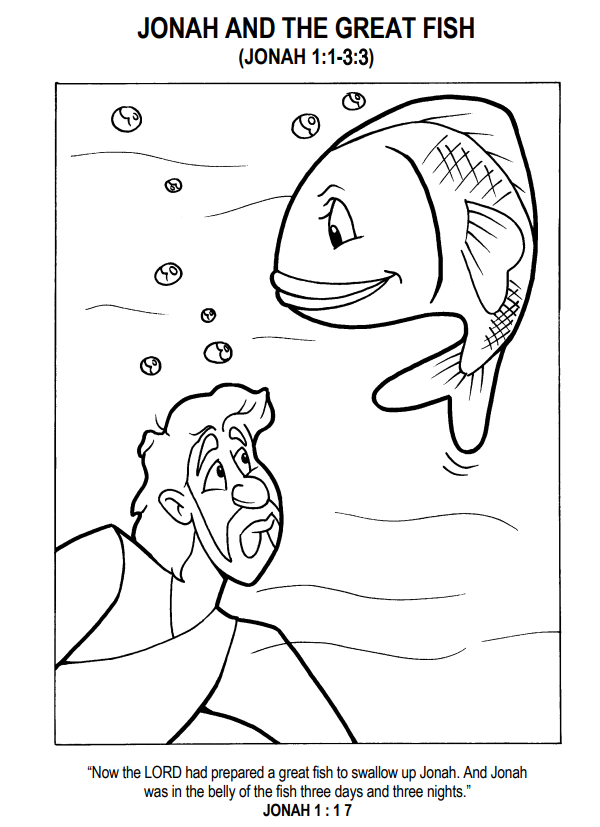 JONAH AND THE GREAT FISH
(JONAH 1:1-3:3)
“Now the LORD had prepared a great fish to swallow up Jonah. And Jonah
was in the belly of the fish three days and three nights.”
JONAH 1 : 1 7